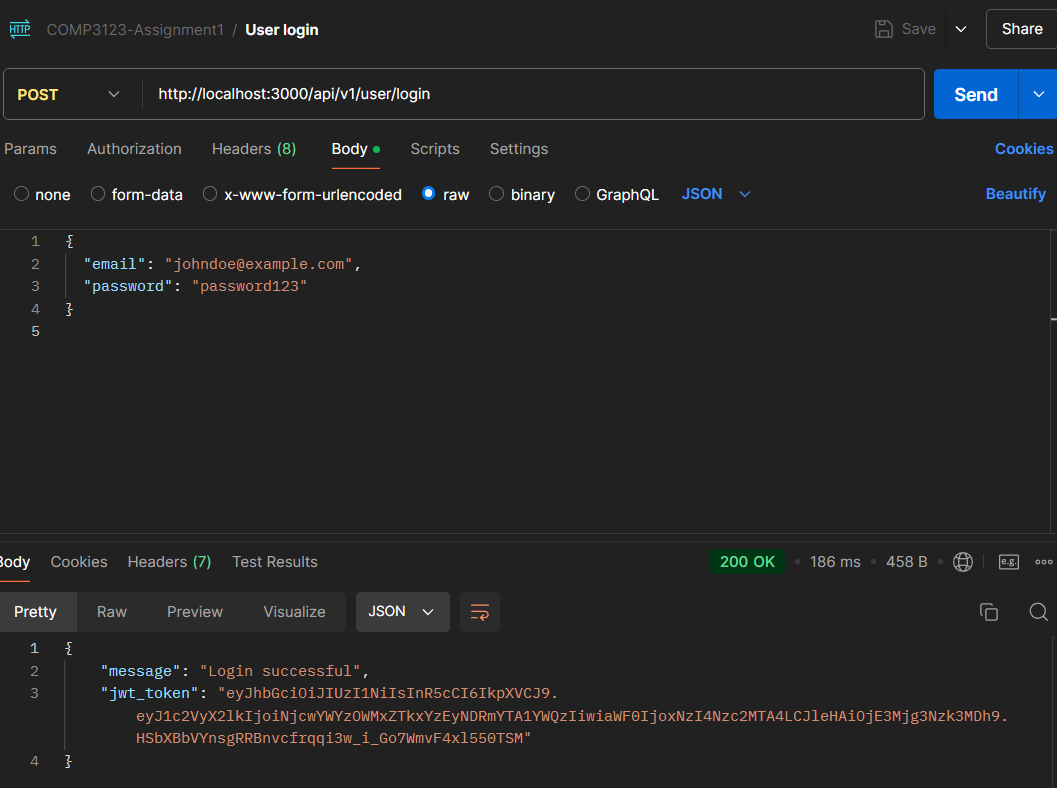 HTTP COMP3123-Assignment1 / User login Save Share
POST http://localhost:3000/api/v1/user/login Send
Params Authorization Headers (8) Body Scripts Settings Cookies
none form-data x-www-form-urlencoded raw binary GraphQL JSON Beautify
1 {
2 "email": "johndoe@example.com",
3 "password": "password123"
4 }
5
Body Cookies Headers (7) Test Results 200 OK • 186 ms • 458 B • e.g.
Pretty Raw Preview Visualize JSON
1 {
2 "message": "Login successful",
3 "jwt_token": "eyJhbGciOiJIUzI1NiIsInR5cCI6IkpXVCJ9.
eyJ1c2VyX2lkIjoiNjcwYWYzOWMxZTkxYzEyNDRmYTA1YWQzIiwiaWF0IjoxNzI4Nzc2MTA4LCJleHAiOjE3Mjg3Nzk3MDh9.
HSbXBbVYnsgRRBnvcfrqqi3w_i_Go7WmvF4xl550TSM"
4 }